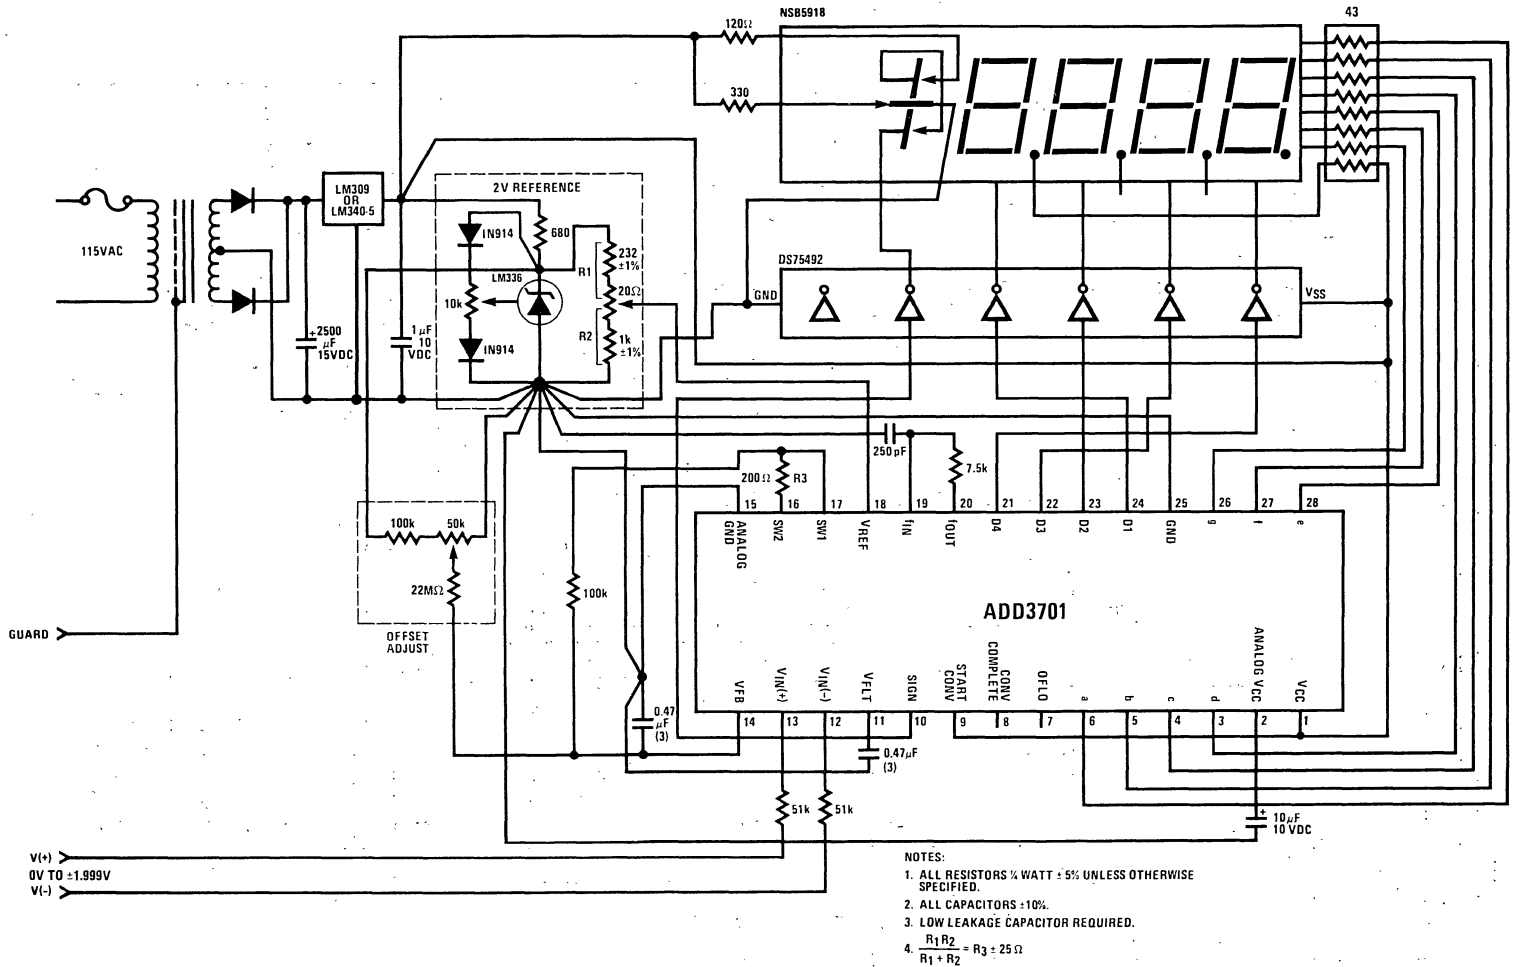 NSB5918
43
120Ω
330
115VAC
LM309
OR
LM340-5
2V REFERENCE
IN914
680
LM336
10k
IN914
R1
232
±1%
20Ω
R2
1k
±1%
+
2500
μF
15VDC
1 μF
10
VDC
DS75492
GND
VSS
250 pF
7.5k
200 Ω
R3
100k
50k
22MΩ
OFFSET
ADJUST
100k
GUARD
15
16
17
18
19
20
21
22
23
24
25
26
27
28
ANALOG
GND
SW2
SW1
VREF
fIN
fOUT
D4
D3
D2
D1
GND
g
f
e
ADD3701
VFB
VIN(+)
VIN(−)
VFLT
SIGN
START
CONV
CONV
COMPLETE
OFLO
a
b
c
d
ANALOG VCC
VCC
14
13
12
11
10
9
8
7
6
5
4
3
2
1
0.47
μF
(3)
0.47μF
(3)
51k
51k
+
10μF
10 VDC
V(+)
0V TO ±1.999V
V(-)
NOTES:
1. ALL RESISTORS ¼ WATT ± 5% UNLESS OTHERWISE
SPECIFIED.
2. ALL CAPACITORS ±10%.
3. LOW LEAKAGE CAPACITOR REQUIRED.
4. R1 R2 / R1 + R2 = R3 ± 25 Ω